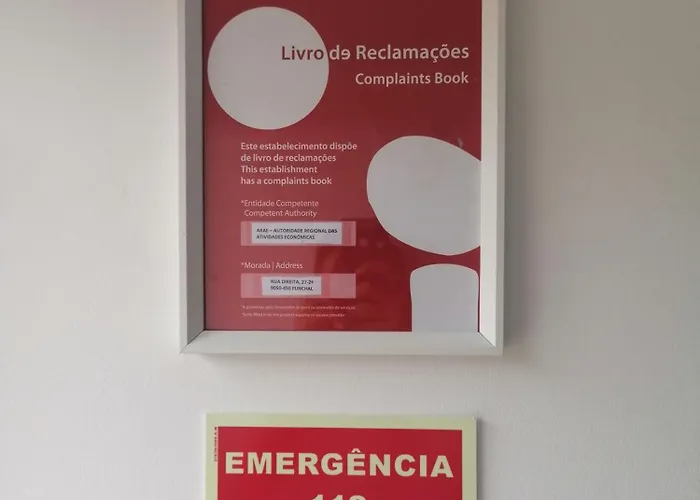 Livro de Reclamações
Complaints Book
Este estabelecimento dispõe
de livro de reclamações
This establishment
has a complaints book
*Entidade Competente
Competent Authority
ARAE – AUTORIDADE REGIONAL DAS
ATIVIDADES ECONÓMICAS
*Morada | Address
RUA DIREITA, 27-29
9050-450 FUNCHAL
EMERGÊNCIA
112